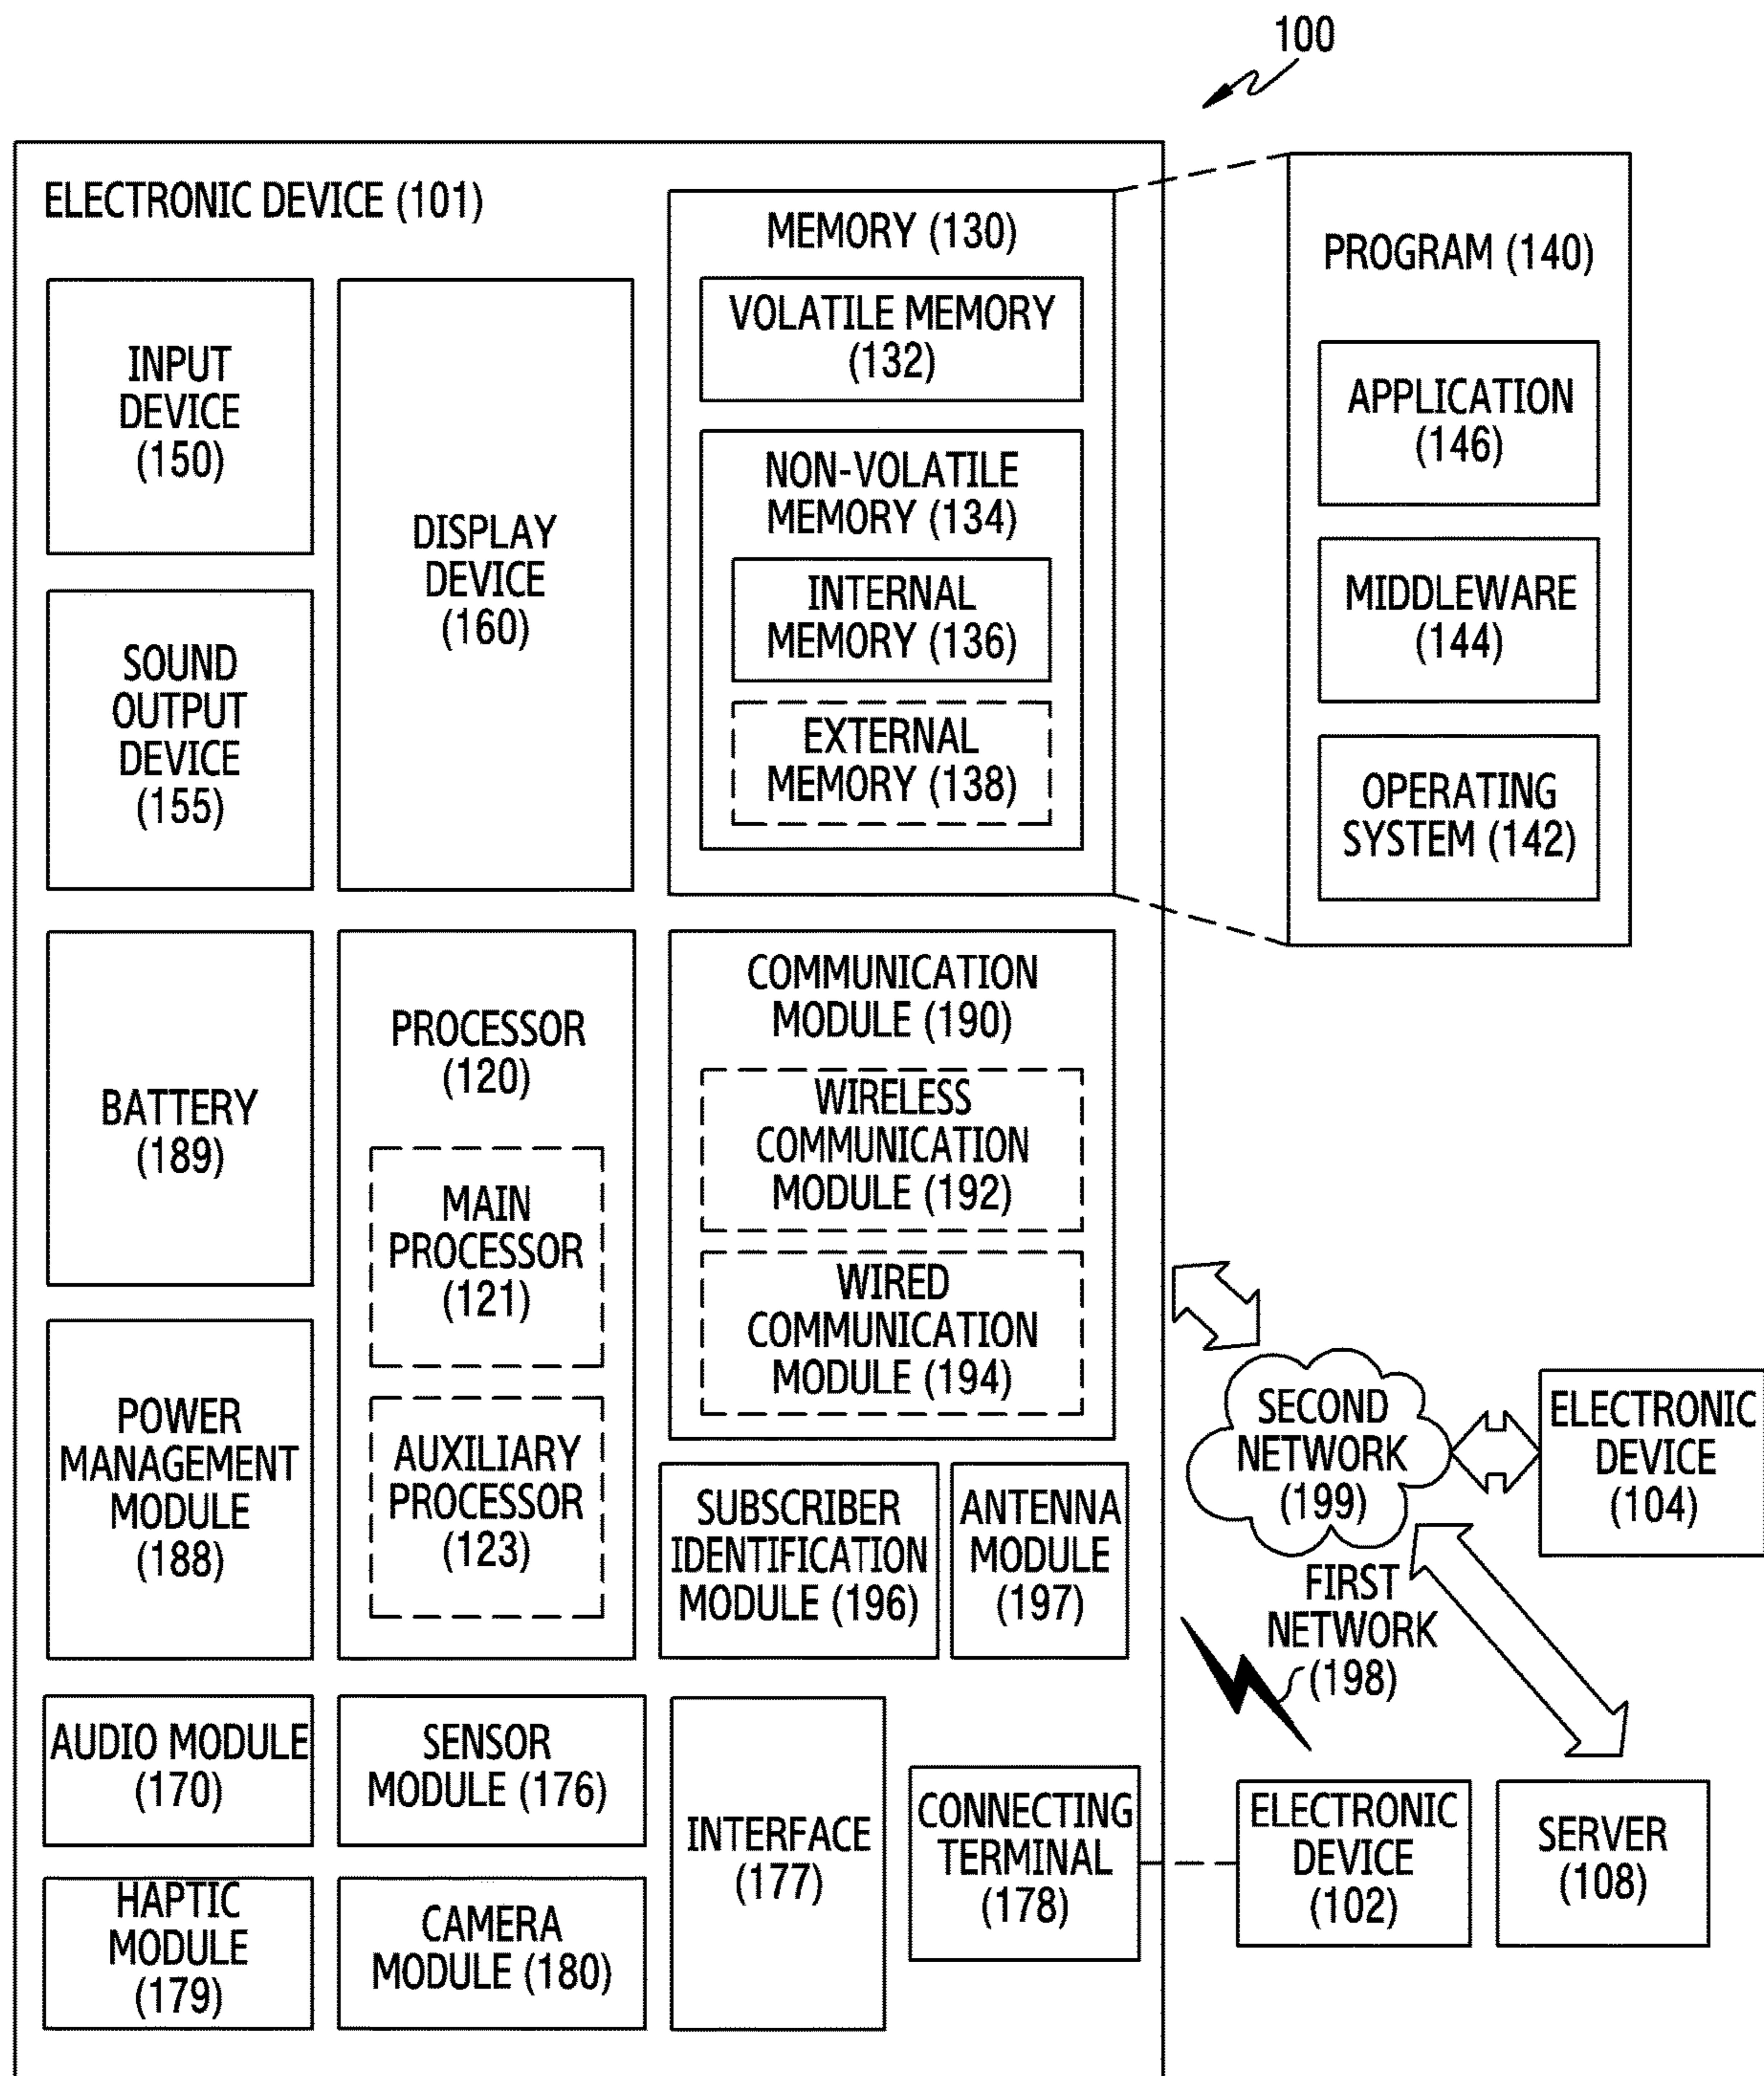 100
ELECTRONIC DEVICE (101)
INPUT
DEVICE
(150)
SOUND
OUTPUT
DEVICE
(155)
DISPLAY
DEVICE
(160)
MEMORY (130)
VOLATILE MEMORY
(132)
NON-VOLATILE
MEMORY (134)
INTERNAL
MEMORY (136)
EXTERNAL
MEMORY (138)
PROGRAM (140)
APPLICATION
(146)
MIDDLEWARE
(144)
OPERATING
SYSTEM (142)
BATTERY
(189)
POWER
MANAGEMENT
MODULE
(188)
PROCESSOR
(120)
MAIN
PROCESSOR
(121)
AUXILIARY
PROCESSOR
(123)
COMMUNICATION
MODULE (190)
WIRELESS
COMMUNICATION
MODULE (192)
WIRED
COMMUNICATION
MODULE (194)
SUBSCRIBER
IDENTIFICATION
MODULE (196)
ANTENNA
MODULE
(197)
SECOND
NETWORK
(199)
ELECTRONIC
DEVICE
(104)
FIRST
NETWORK
(198)
AUDIO MODULE
(170)
SENSOR
MODULE (176)
HAPTIC
MODULE
(179)
CAMERA
MODULE (180)
INTERFACE
(177)
CONNECTING
TERMINAL
(178)
ELECTRONIC
DEVICE
(102)
SERVER
(108)